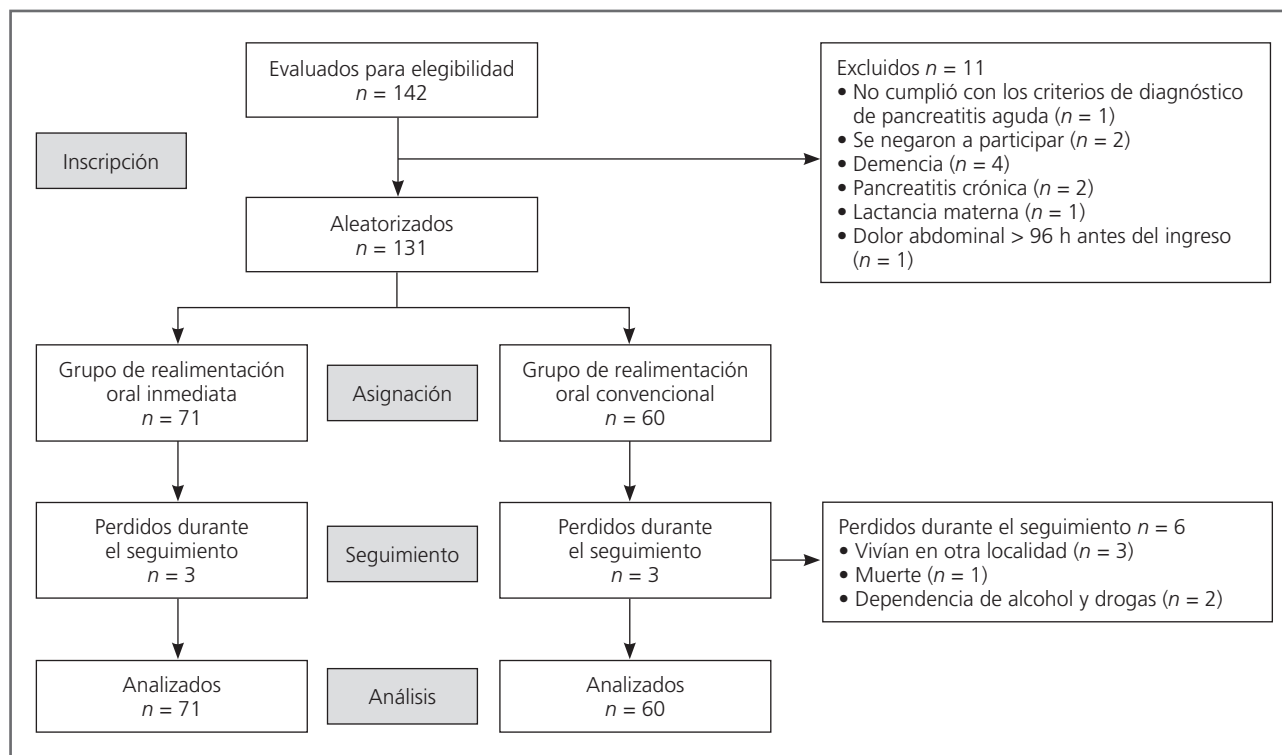 Evaluados para elegibilidad
n = 142
Excluidos n = 11
• No cumplió con los criterios de diagnóstico
de pancreatitis aguda (n = 1)
• Se negaron a participar (n = 2)
• Demencia (n = 4)
• Pancreatitis crónica (n = 2)
• Lactancia materna (n = 1)
• Dolor abdominal > 96 h antes del ingreso
(n = 1)
Inscripción
Aleatorizados
n = 131
Grupo de realimentación
oral inmediata
n = 71
Asignación
Grupo de realimentación
oral convencional
n = 60
Perdidos durante
el seguimiento
n = 3
Seguimiento
Perdidos durante
el seguimiento
n = 3
Perdidos durante el seguimiento n = 6
• Vivían en otra localidad (n = 3)
• Muerte (n = 1)
• Dependencia de alcohol y drogas (n = 2)
Analizados
n = 71
Análisis
Analizados
n = 60